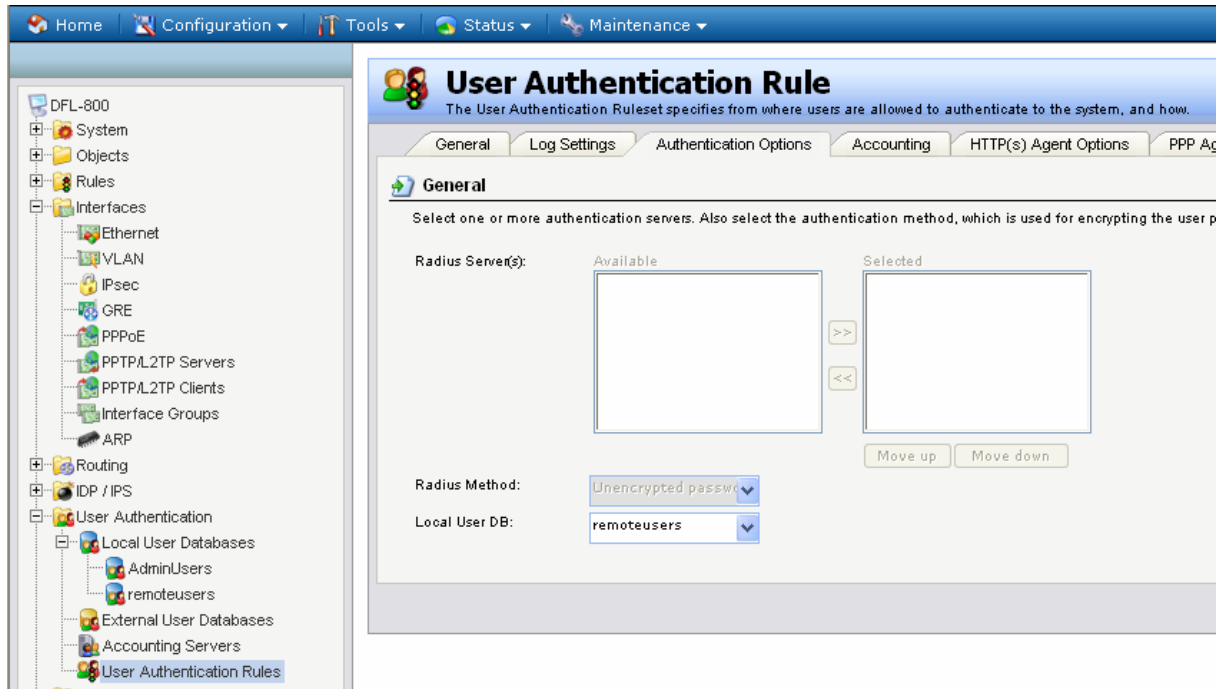 Home Configuration Tools Status Maintenance
DFL-800
System
Objects
Rules
Interfaces
Ethernet
VLAN
IPsec
GRE
PPPoE
PPTP/L2TP Servers
PPTP/L2TP Clients
Interface Groups
ARP
Routing
IDP / IPS
User Authentication
Local User Databases
AdminUsers
remoteusers
External User Databases
Accounting Servers
User Authentication Rules
User Authentication Rule
The User Authentication Ruleset specifies from where users are allowed to authenticate to the system, and how.
General Log Settings Authentication Options Accounting HTTP(s) Agent Options PPP Ag
General
Select one or more authentication servers. Also select the authentication method, which is used for encrypting the user p
Radius Server(s): Available Selected
>>
<<
Move up Move down
Radius Method: Unencrypted passwo
Local User DB: remoteusers